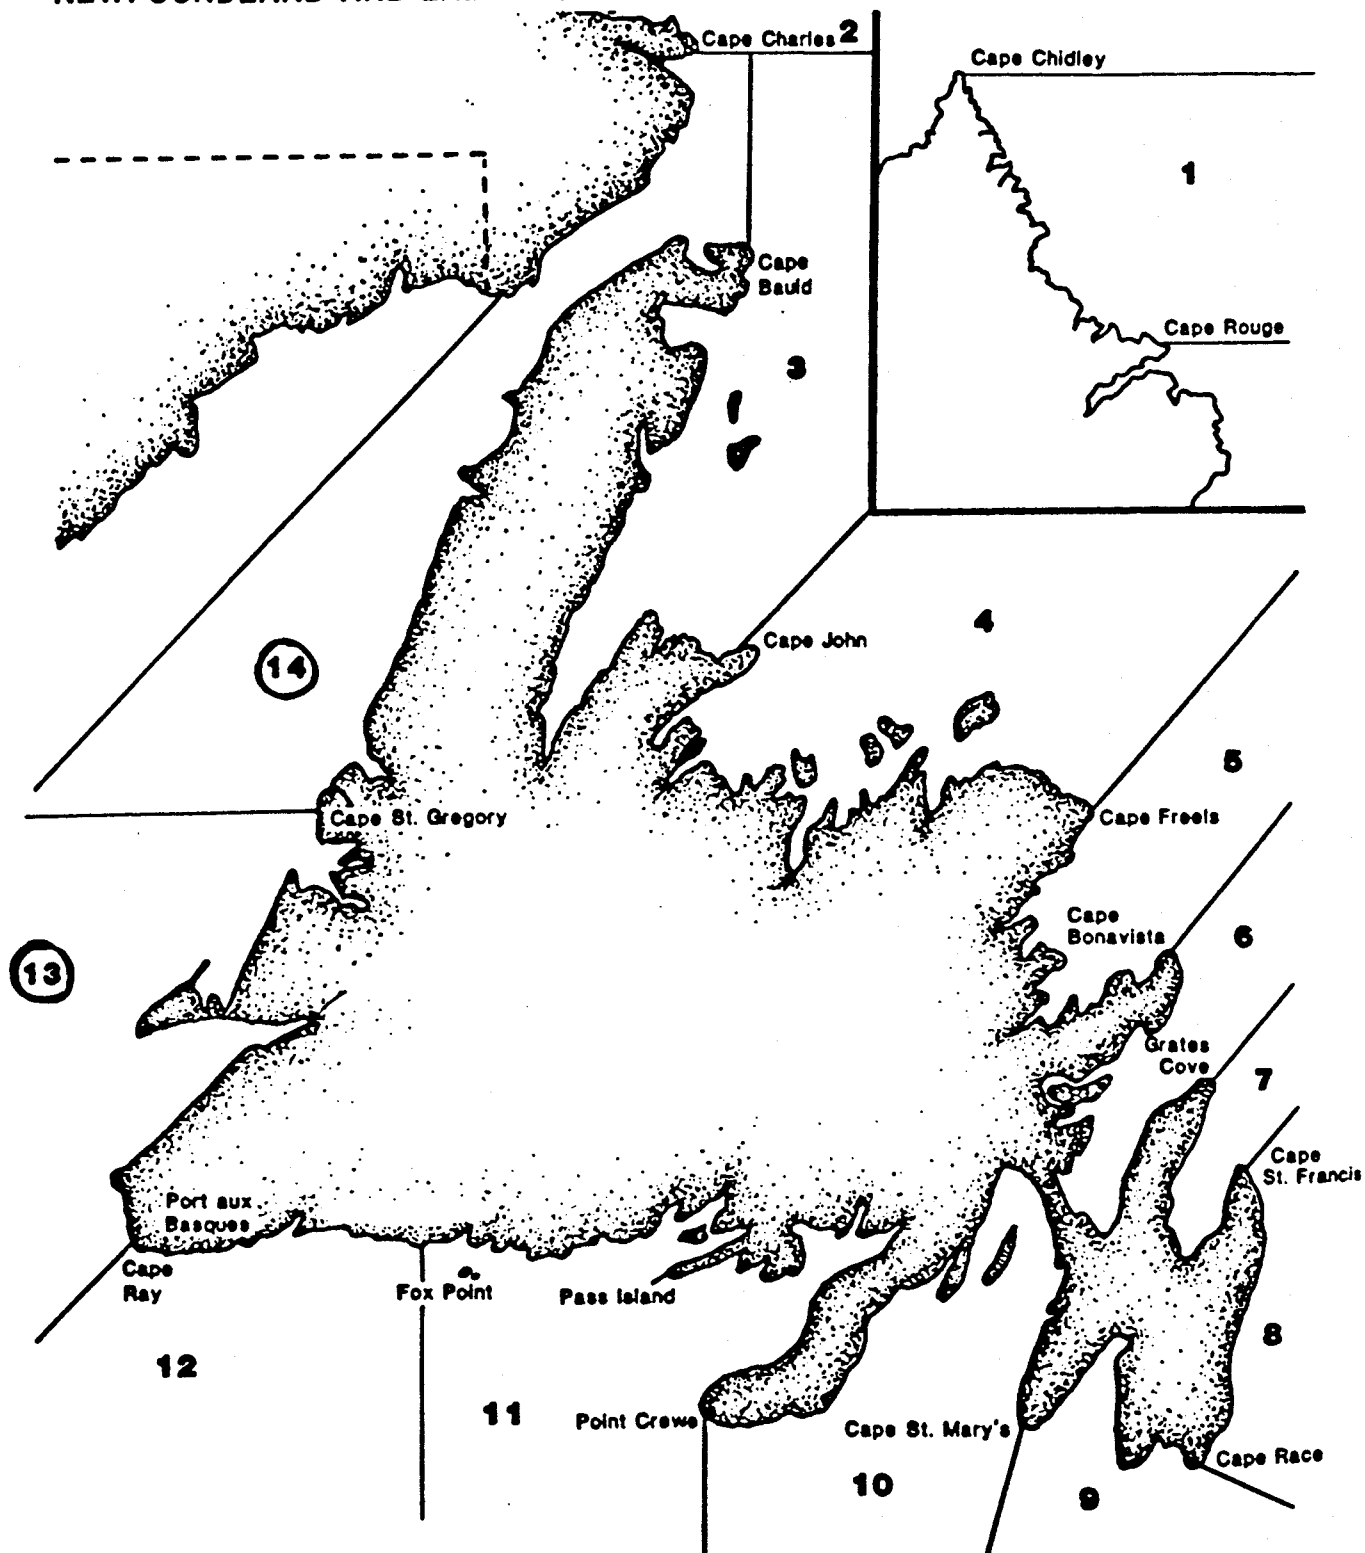 Cape Charles 2
Cape Chidley
1
Cape Rouge
Cape
Bauld
3
4
Cape John
14
5
Cape St. Gregory
Cape Freels
Cape
Bonavista
6
13
Grates
Cove
7
Cape
St. Francis
Port aux
Basques
Cape
Ray
Fox Point
Pass Island
8
12
11
Point Crewe
Cape St. Mary's
10
Cape Race
9